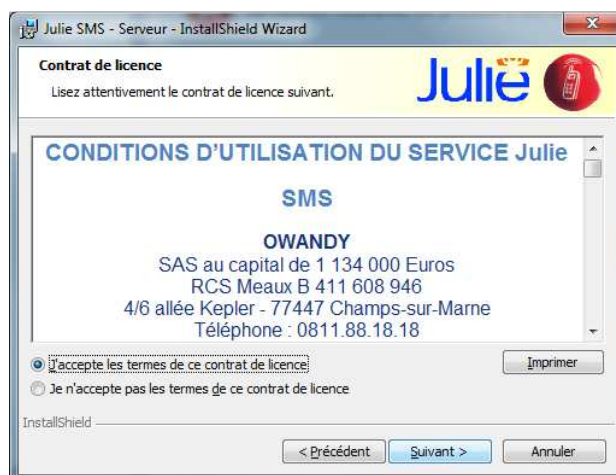 Julie SMS - Serveur - InstallShield Wizard
Contrat de licence
Lisez attentivement le contrat de licence suivant.
Julie
CONDITIONS D'UTILISATION DU SERVICE Julie
SMS
OWANDY
SAS au capital de 1 134 000 Euros
RCS Meaux B 411 608 946
4/6 allée Kepler - 77447 Champs-sur-Marne
Téléphone : 0811.88.18.18
J'accepte les termes de ce contrat de licence
Imprimer
Je n'accepte pas les termes de ce contrat de licence
InstallShield
< Précédent
Suivant >
Annuler